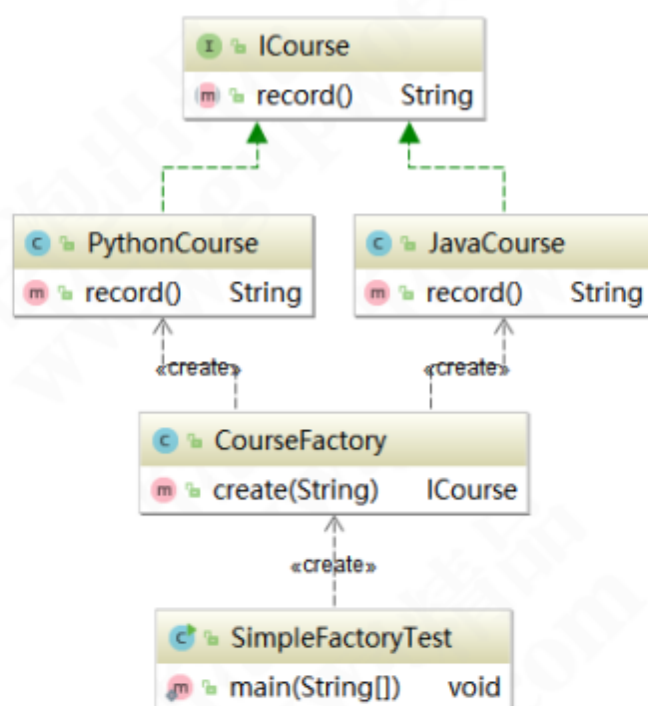 ICourse
record() String
PythonCourse
JavaCourse
record() String
record() String
«create»
«create»
CourseFactory
create(String) ICourse
«create»
SimpleFactoryTest
main(String[]) void